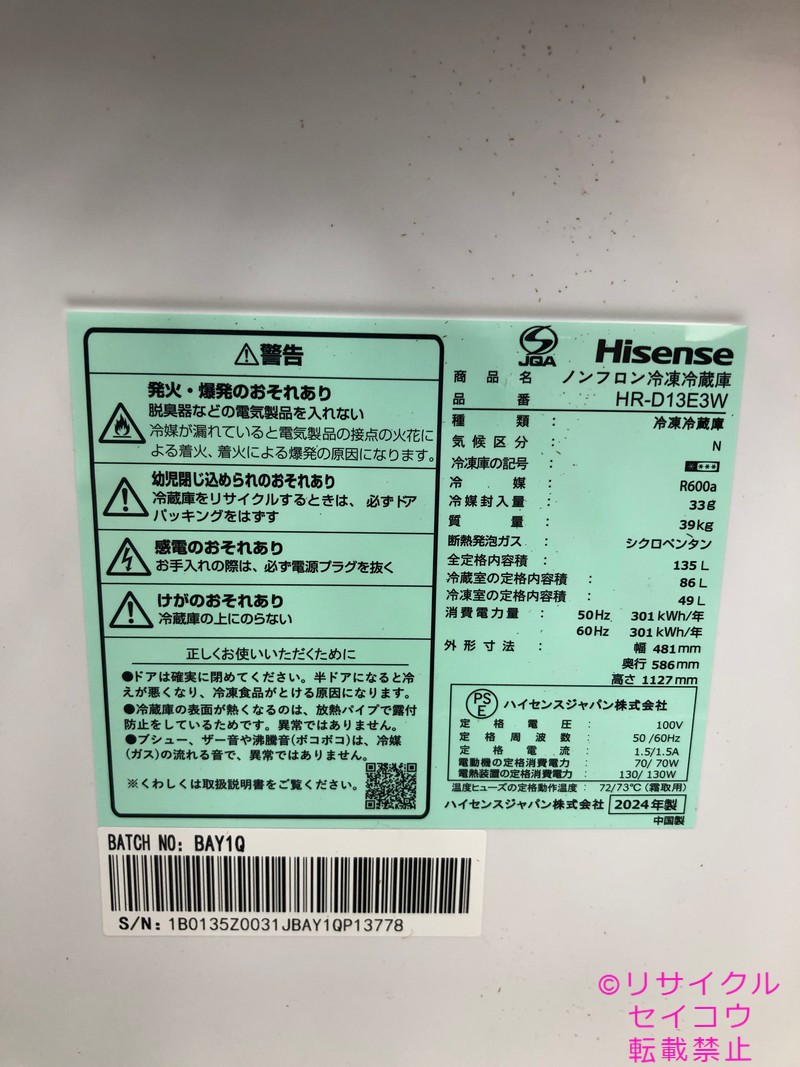 ⚠警告
発火・爆発のおそれあり
脱臭器などの電気製品を入れない
冷媒が漏れていると電気製品の接点の火花に
よる着火、着火による爆発の原因になります。
幼児閉じ込められのおそれあり
冷蔵庫をリサイクルするときは、必ずドア
パッキングをはずす
感電のおそれあり
お手入れの際は、必ず電源プラグを抜く
けがのおそれあり
冷蔵庫の上にのらない
正しくお使いいただくために
●ドアは確実に閉めてください。半ドアになると冷
えが悪くなり、冷凍食品がとける原因になります。
●冷蔵庫の表面が熱くなるのは、放熱パイプで露付
防止をしているためです。異常ではありません。
●ブシュー、ザー音や沸騰音(ボコボコ)は、冷媒
(ガス)の流れる音で、異常ではありません。
※くわしくは取扱説明書をご覧ください。
JQA
Hisense
商品名 ノンフロン冷凍冷蔵庫
品番 HR-D13E3W
種類 : 冷凍冷蔵庫
気候区分 : N
冷凍庫の記号 : ****
冷媒 : R600a
冷媒封入量 : 33g
質量 : 39kg
断熱発泡ガス : シクロペンタン
全定格内容積 : 135 L
冷蔵室の定格内容積 : 86 L
冷凍室の定格内容積 : 49 L
消費電力量 : 50Hz 301 kWh/年
60Hz 301 kWh/年
外形寸法 : 幅 481mm
奥行 586mm
高さ 1127mm
PSE ハイセンスジャパン株式会社
定格電圧 : 100V
定格周波数 : 50/60Hz
定格電流 : 1.5/1.5A
電動機の定格消費電力 : 70/70W
電熱装置の定格消費電力 : 130/130W
温度ヒューズの定格動作温度 : 72/73℃(霜取用)
ハイセンスジャパン株式会社 2024年製
中国製
BATCH NO: BAY1Q
S/N: 1B0135Z0031JBAY1QP13778
©リサイクル
セイコウ
転載禁止